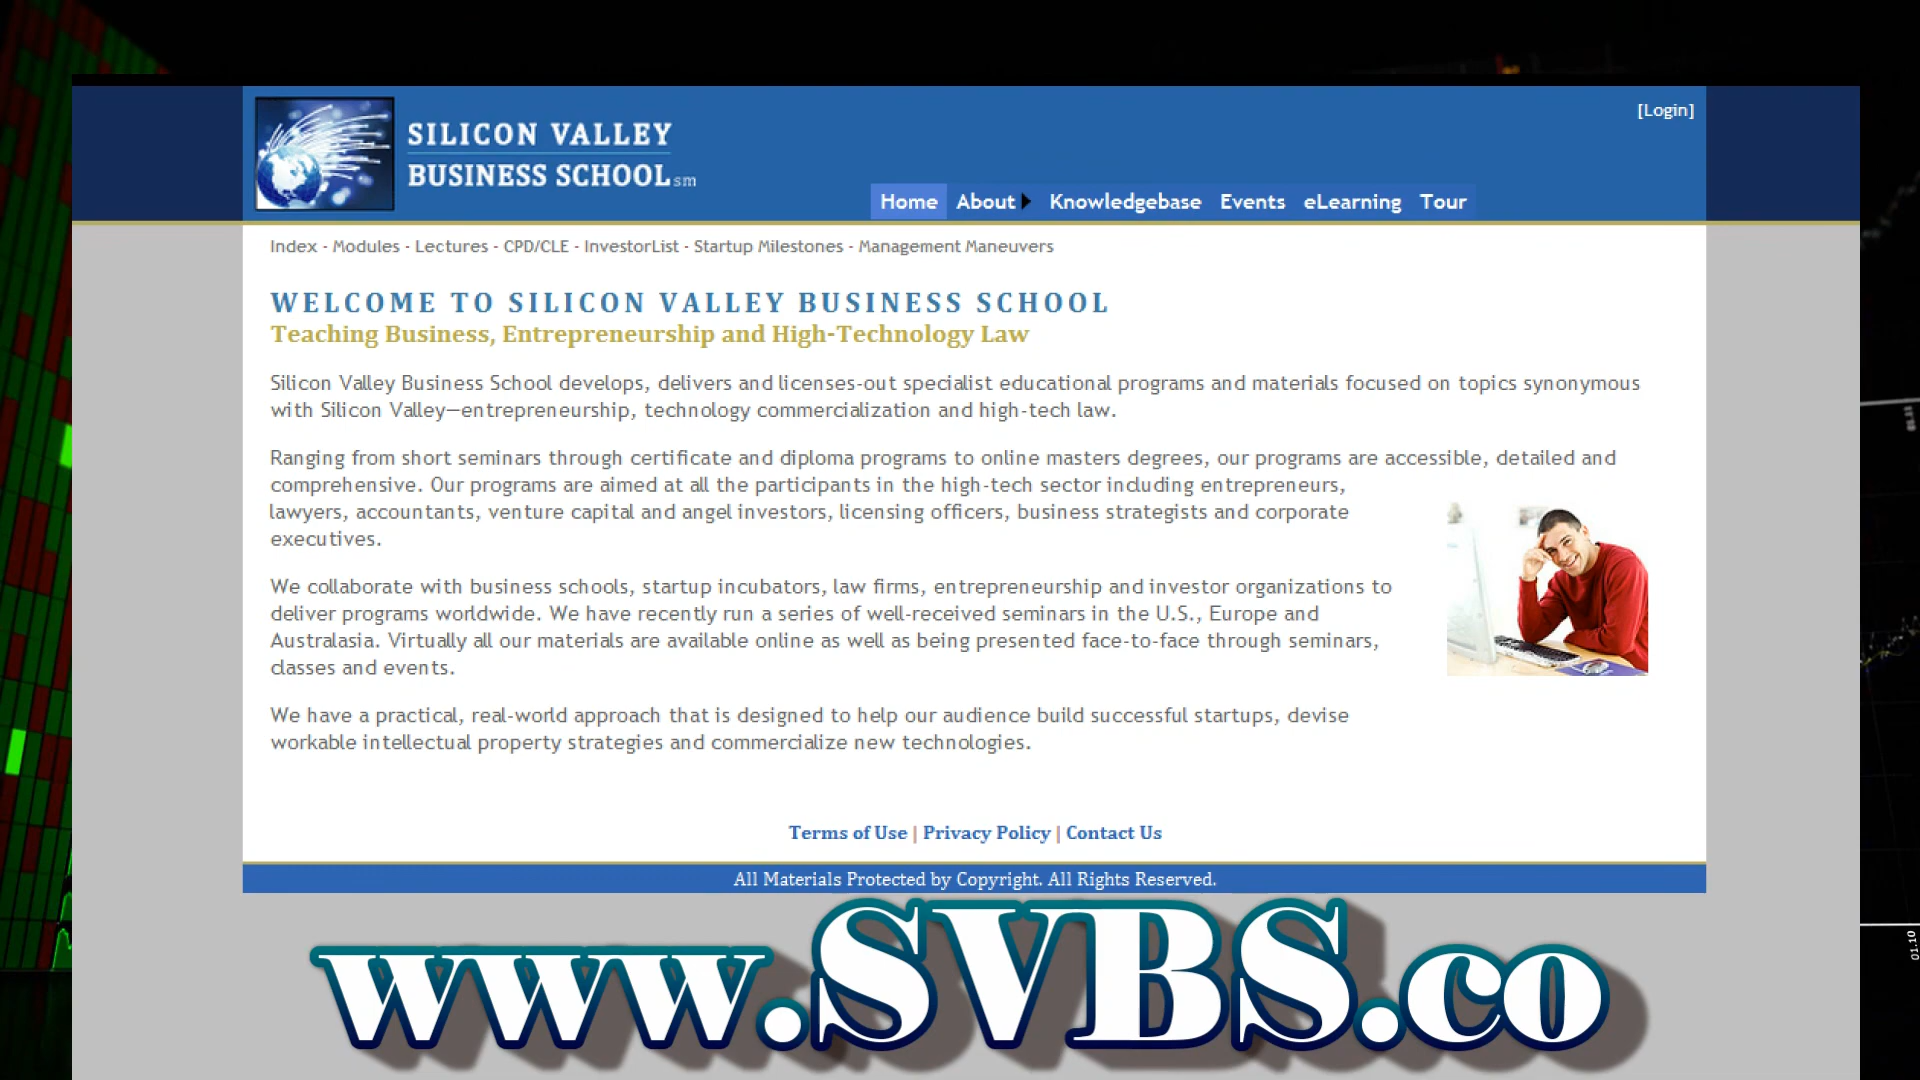 [Login]
SILICON VALLEY
BUSINESS SCHOOL sm
Home About Knowledgebase Events eLearning Tour
Index - Modules - Lectures - CPD/CLE - InvestorList - Startup Milestones - Management Maneuvers
WELCOME TO SILICON VALLEY BUSINESS SCHOOL
Teaching Business, Entrepreneurship and High-Technology Law
Silicon Valley Business School develops, delivers and licenses-out specialist educational programs and materials focused on topics synonymous
with Silicon Valley—entrepreneurship, technology commercialization and high-tech law.
Ranging from short seminars through certificate and diploma programs to online masters degrees, our programs are accessible, detailed and
comprehensive. Our programs are aimed at all the participants in the high-tech sector including entrepreneurs,
lawyers, accountants, venture capital and angel investors, licensing officers, business strategists and corporate
executives.
We collaborate with business schools, startup incubators, law firms, entrepreneurship and investor organizations to
deliver programs worldwide. We have recently run a series of well-received seminars in the U.S., Europe and
Australasia. Virtually all our materials are available online as well as being presented face-to-face through seminars,
classes and events.
We have a practical, real-world approach that is designed to help our audience build successful startups, devise
workable intellectual property strategies and commercialize new technologies.
Terms of Use | Privacy Policy | Contact Us
All Materials Protected by Copyright. All Rights Reserved.
www.SVBS.co
01.10